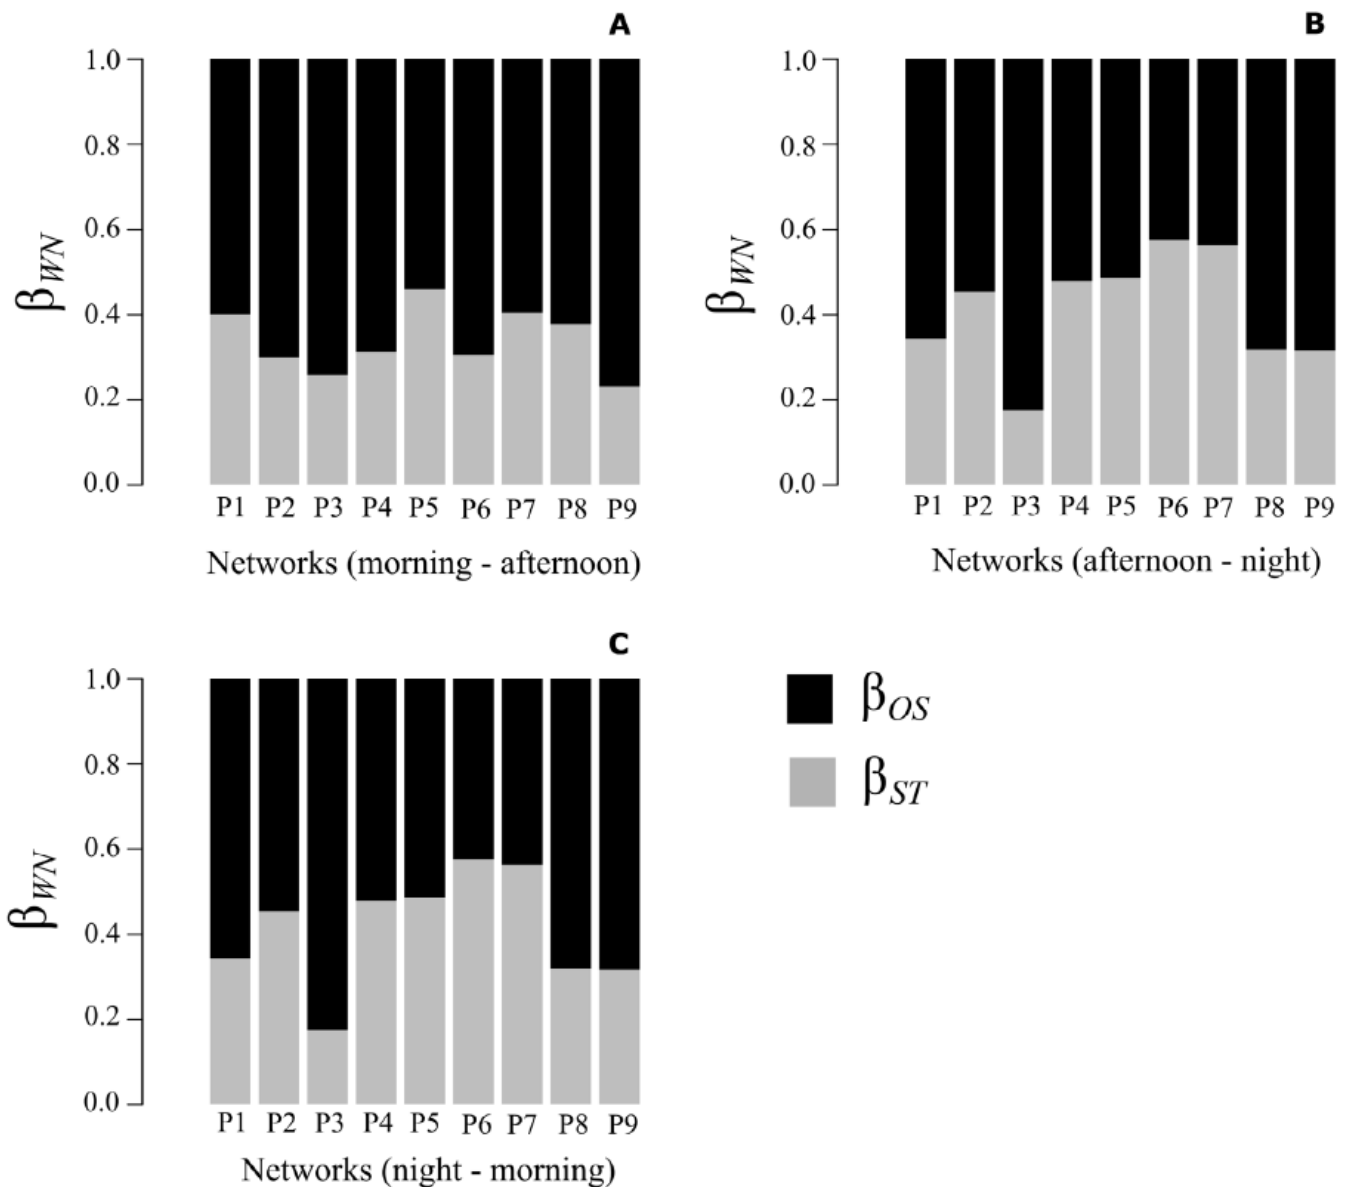 A
1.0
0.8
0.6
0.4
0.2
0.0
βWN
P1 P2 P3 P4 P5 P6 P7 P8 P9
Networks (morning - afternoon)
B
1.0
0.8
0.6
0.4
0.2
0.0
βWN
P1 P2 P3 P4 P5 P6 P7 P8 P9
Networks (afternoon - night)
C
1.0
0.8
0.6
0.4
0.2
0.0
βWN
P1 P2 P3 P4 P5 P6 P7 P8 P9
Networks (night - morning)
βOS
βST